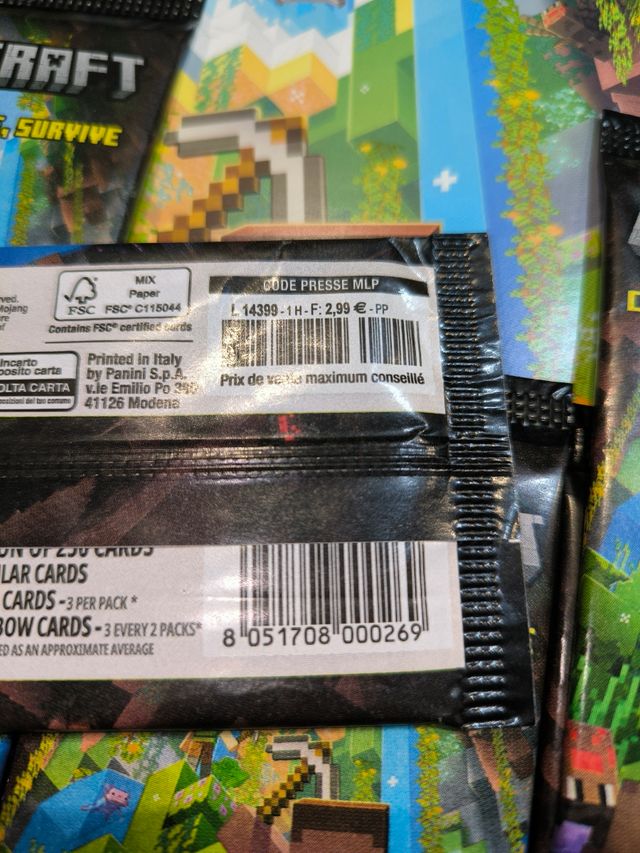 CRAFT
SURVIVE
MIX
Paper
FSC FSC® C115044
Contains FSC® certified cards
Printed in Italy
by Panini S.p.A.
v.le Emilio Po 380
41126 Modena
Incarto
posito carta
OLTA CARTA
CODE PRESSE MLP
L 14399 - 1 H - F: 2,99 € - PP
Prix de vente maximum conseillé
ON OF 250 CARDS
LAR CARDS
CARDS - 3 PER PACK *
BOW CARDS - 3 EVERY 2 PACKS*
ED AS AN APPROXIMATE AVERAGE
8 051708 000269